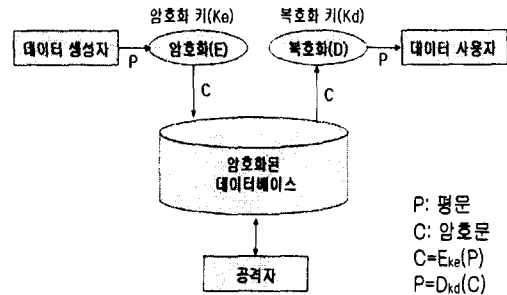 암호화 키(Ke)
복호화 키(Kd)
데이터 생성자
P
암호화(E)
복호화(D)
P
데이터 사용자
C
C
암호화된
데이터베이스
공격자
P: 평문
C: 암호문
C=Eke(P)
P=Dkd(C)